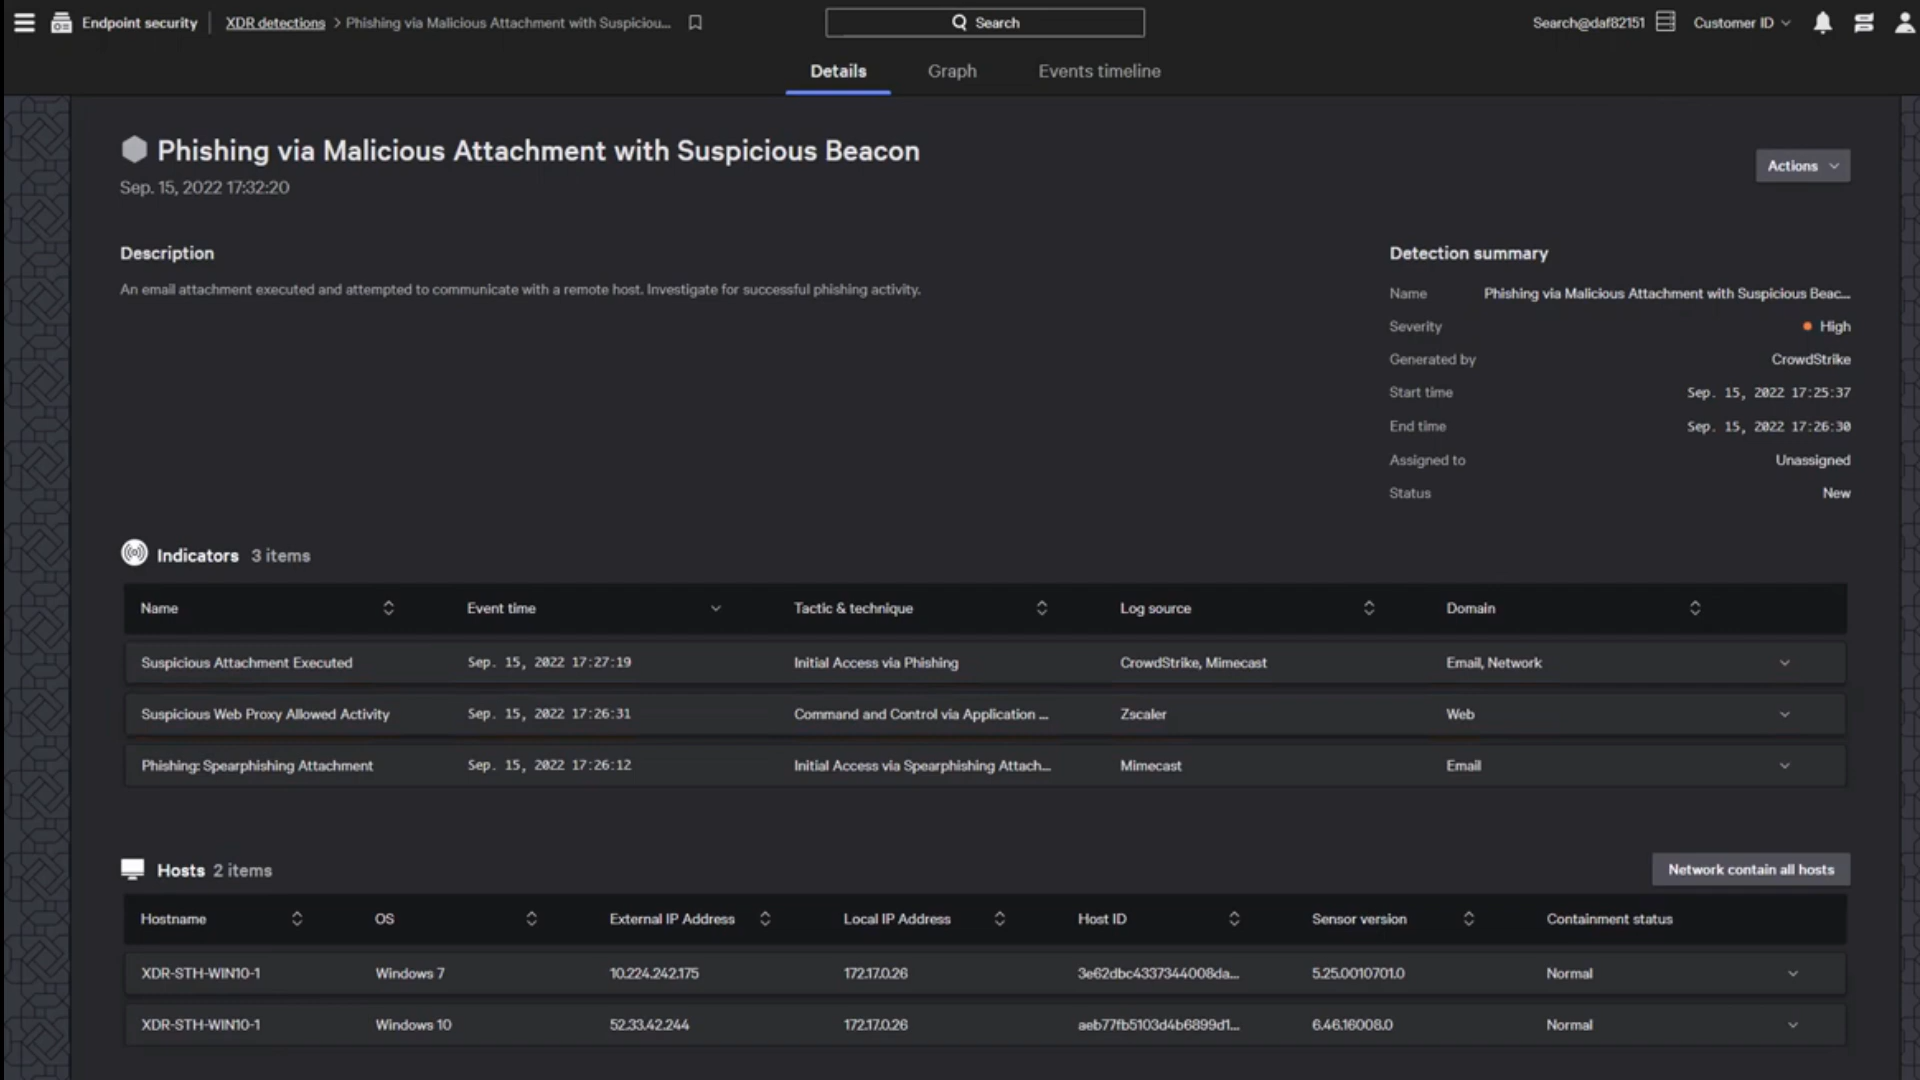 Endpoint security XDR detections > Phishing via Malicious Attachment with Suspiciou... Search Search@daf82151 Customer ID
Details Graph Events timeline
Phishing via Malicious Attachment with Suspicious Beacon
Actions
Sep. 15, 2022 17:32:20
Description
An email attachment executed and attempted to communicate with a remote host. Investigate for successful phishing activity.
Detection summary
Name Phishing via Malicious Attachment with Suspicious Beac...
Severity High
Generated by CrowdStrike
Start time Sep. 15, 2022 17:25:37
End time Sep. 15, 2022 17:26:30
Assigned to Unassigned
Status New
Indicators 3 items
Name Event time Tactic & technique Log source Domain
Suspicious Attachment Executed Sep. 15, 2022 17:27:19 Initial Access via Phishing CrowdStrike, Mimecast Email, Network
Suspicious Web Proxy Allowed Activity Sep. 15, 2022 17:26:31 Command and Control via Application ... Zscaler Web
Phishing: Spearphishing Attachment Sep. 15, 2022 17:26:12 Initial Access via Spearphishing Attach... Mimecast Email
Hosts 2 items Network contain all hosts
Hostname OS External IP Address Local IP Address Host ID Sensor version Containment status
XDR-STH-WIN10-1 Windows 7 10.224.242.175 172.17.0.26 3e62dbc4337344008da... 5.25.0010701.0 Normal
XDR-STH-WIN10-1 Windows 10 52.33.42.244 172.17.0.26 aeb77fb5103d4b6899d1... 6.46.16008.0 Normal